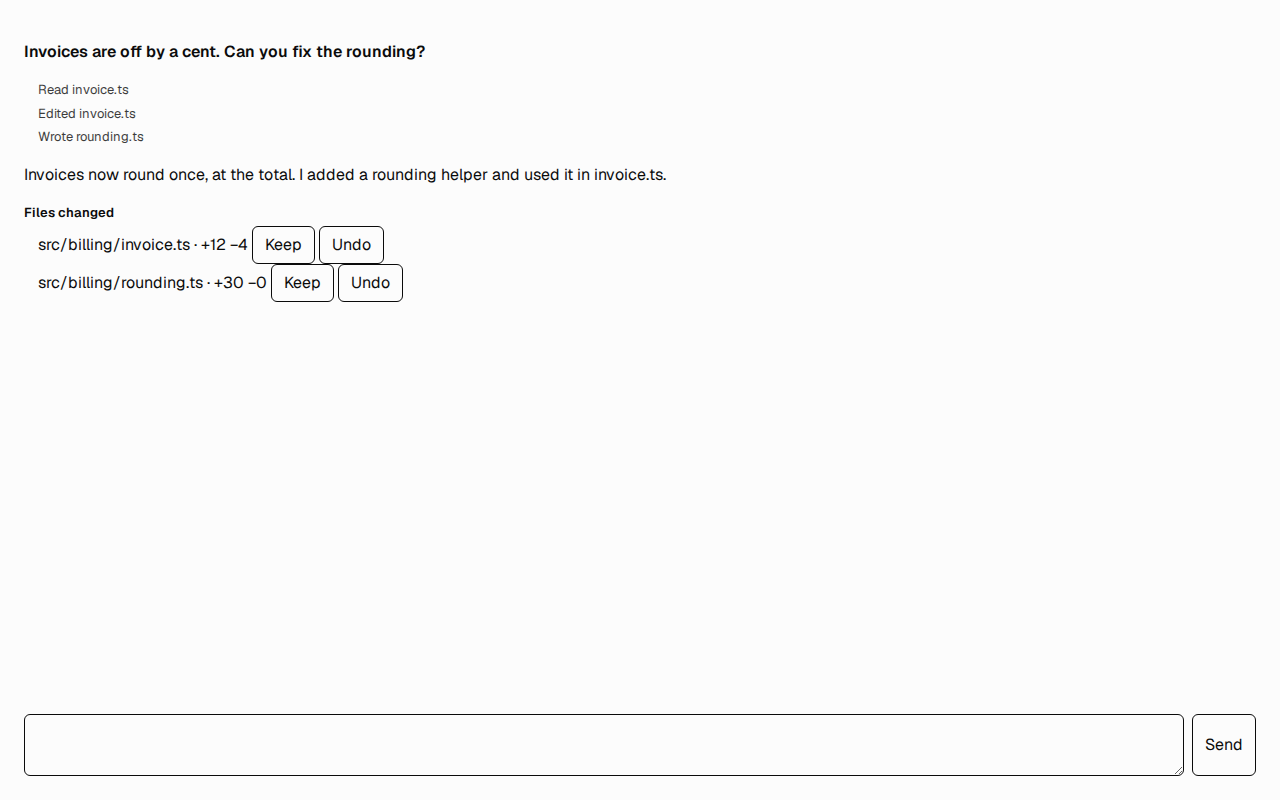 Invoices are off by a cent. Can you fix the rounding?
Read invoice.ts
Edited invoice.ts
Wrote rounding.ts
Invoices now round once, at the total. I added a rounding helper and used it in invoice.ts.
Files changed
src/billing/invoice.ts · +12 −4 Keep Undo
src/billing/rounding.ts · +30 −0 Keep Undo
Send